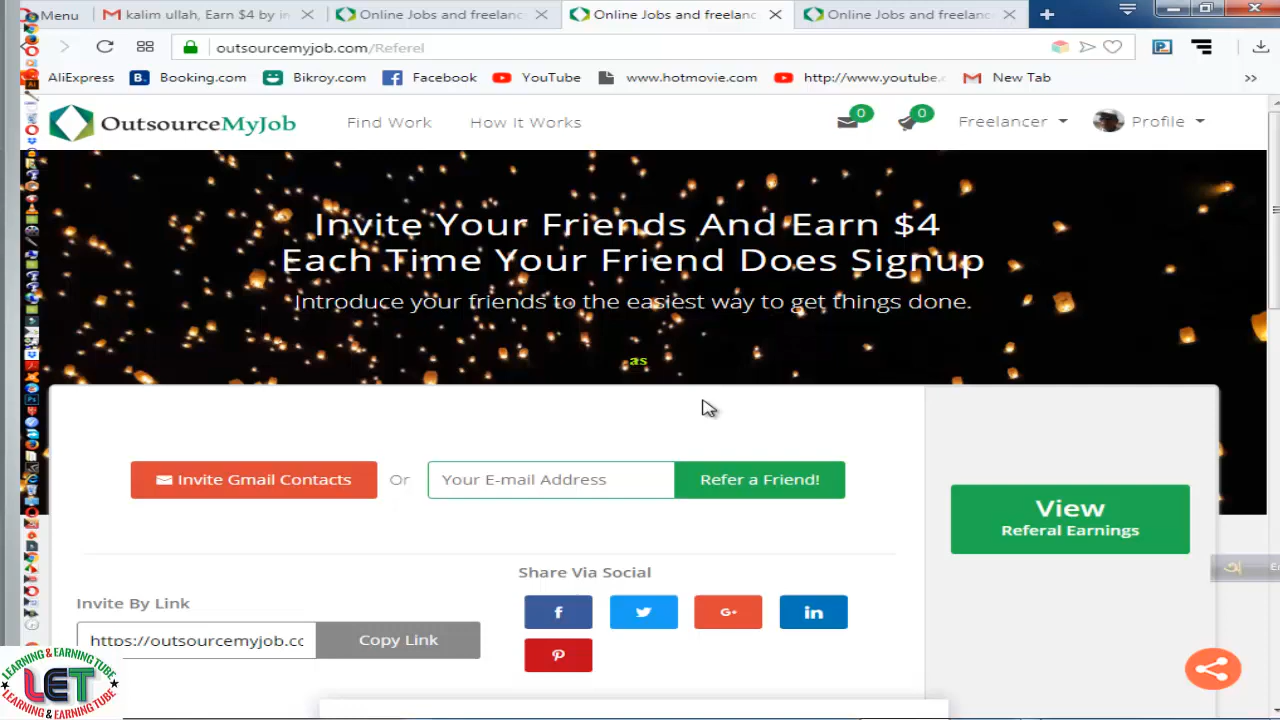 Menu
kalim ullah, Earn $4 by in
Online Jobs and freelanc
Online Jobs and freelanc
Online Jobs and freelanc
outsourcemyjob.com/Referel
AliExpress
B. Booking.com
Bikroy.com
Facebook
YouTube
www.hotmovie.com
http://www.youtube.c
New Tab
OutsourceMyJob
Find Work
How It Works
0
0
Freelancer
Profile
Invite Your Friends And Earn $4
Each Time Your Friend Does Signup
Introduce your friends to the easiest way to get things done.
as
Invite Gmail Contacts
Or
Your E-mail Address
Refer a Friend!
View
Referal Earnings
Share Via Social
Invite By Link
https://outsourcemyjob.cc
Copy Link
LEARNING & EARNING TUBE
LET
LEARNING & EARNING TUBE